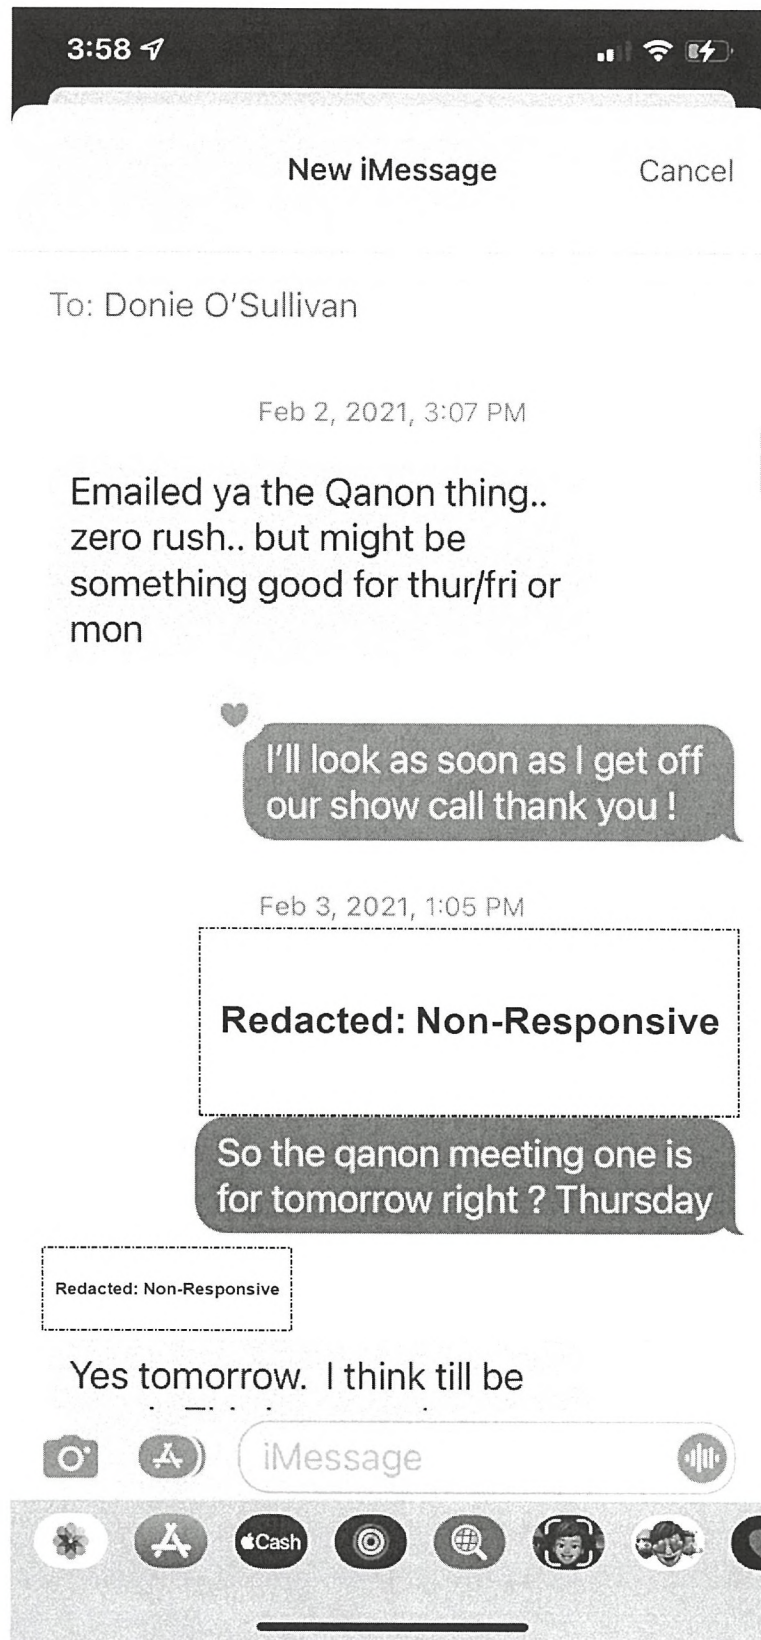 3:58
New iMessage
Cancel
To: Donie O'Sullivan
Feb 2, 2021, 3:07 PM
Emailed ya the Qanon thing..
zero rush.. but might be
something good for thur/fri or
mon
I'll look as soon as I get off
our show call thank you !
Feb 3, 2021, 1:05 PM
Redacted: Non-Responsive
So the qanon meeting one is
for tomorrow right ? Thursday
Redacted: Non-Responsive
Yes tomorrow.  I think till be
iMessage
Cash